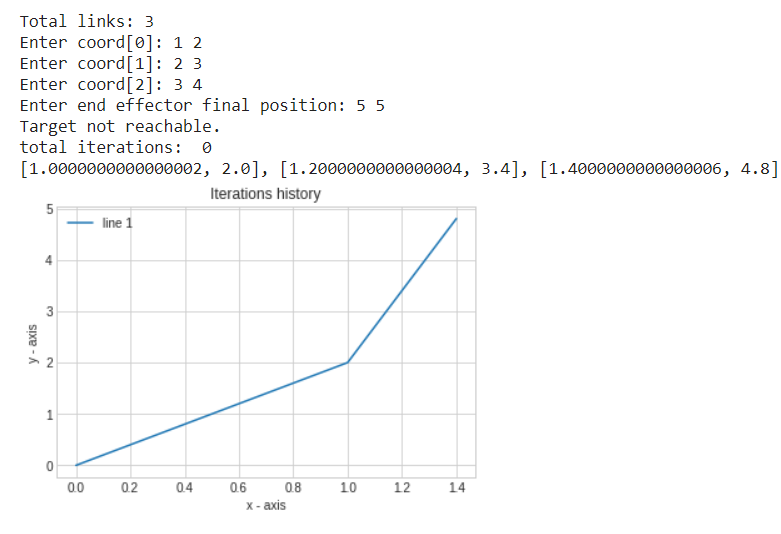 Total links: 3
Enter coord[0]: 1 2
Enter coord[1]: 2 3
Enter coord[2]: 3 4
Enter end effector final position: 5 5
Target not reachable.
total iterations:  0
[1.0000000000000002, 2.0], [1.2000000000000004, 3.4], [1.4000000000000006, 4.8]
Iterations history
line 1
5
4
3
2
1
0
y - axis
0.0 0.2 0.4 0.6 0.8 1.0 1.2 1.4
x - axis